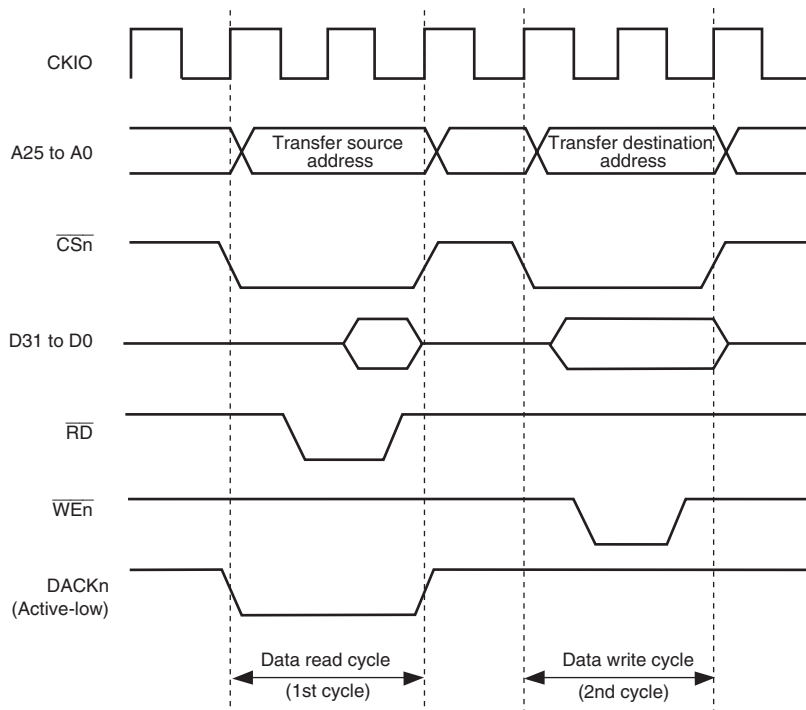 CKIO
A25 to A0
Transfer source
address
Transfer destination
address
CSn
D31 to D0
RD
WEn
DACKn
(Active-low)
Data read cycle
(1st cycle)
Data write cycle
(2nd cycle)